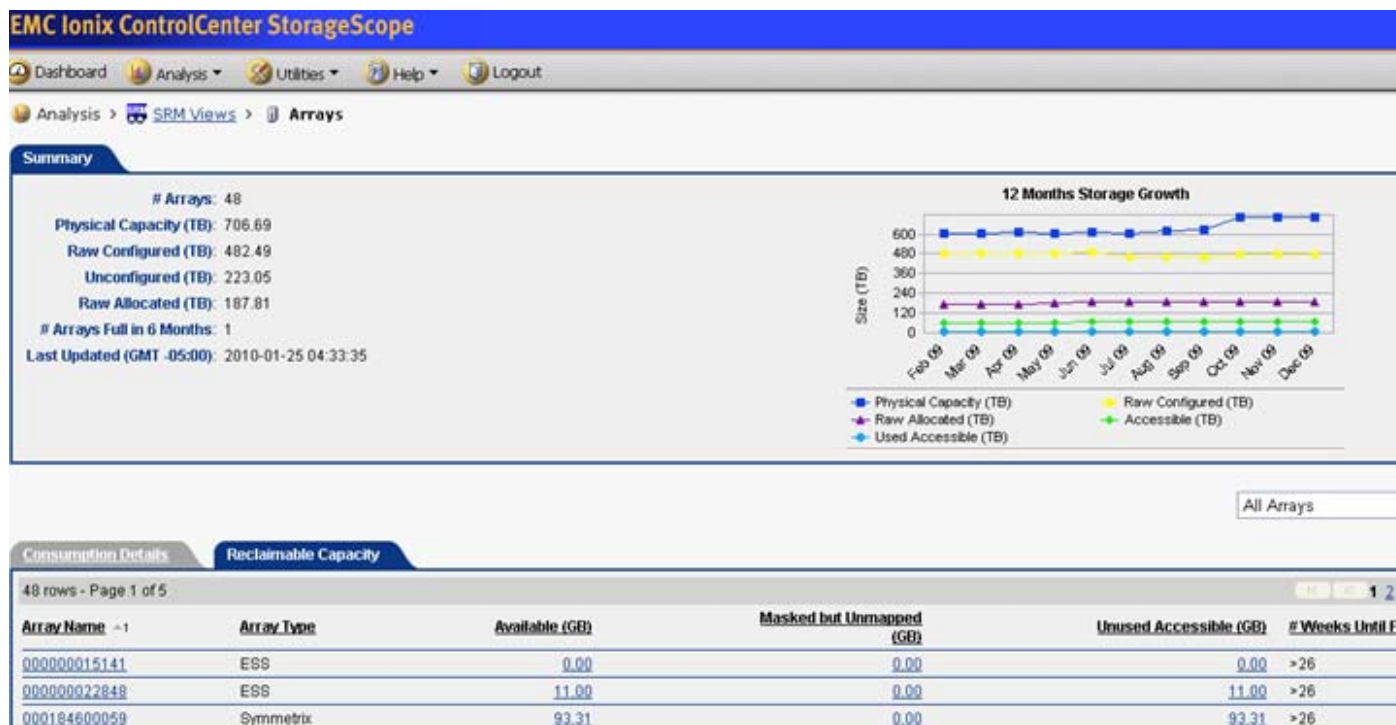 EMC Ionix ControlCenter StorageScope
Dashboard Analysis Utilities Help Logout
Analysis > SRM Views > Arrays
Summary
# Arrays: 48
Physical Capacity (TB): 706.69
Raw Configured (TB): 482.49
Unconfigured (TB): 223.05
Raw Allocated (TB): 187.81
# Arrays Full in 6 Months: 1
Last Updated (GMT -05:00): 2010-01-25 04:33:35
12 Months Storage Growth
Size (TB)
600
480
360
240
120
0
Feb 09 Mar 09 Apr 09 May 09 Jun 09 Jul 09 Aug 09 Sep 09 Oct 09 Nov 09 Dec 09
Physical Capacity (TB) Raw Configured (TB)
Raw Allocated (TB) Accessible (TB)
Used Accessible (TB)
All Arrays
Consumption Details Reclaimable Capacity
48 rows - Page 1 of 5 1 2
Array Name 1 Array Type Available (GB) Masked but Unmapped (GB) Unused Accessible (GB) # Weeks Until F
000000015141 ESS 0.00 0.00 0.00 >26
000000022848 ESS 11.00 0.00 11.00 >26
000184600059 Symmetrix 93.31 0.00 93.31 >26